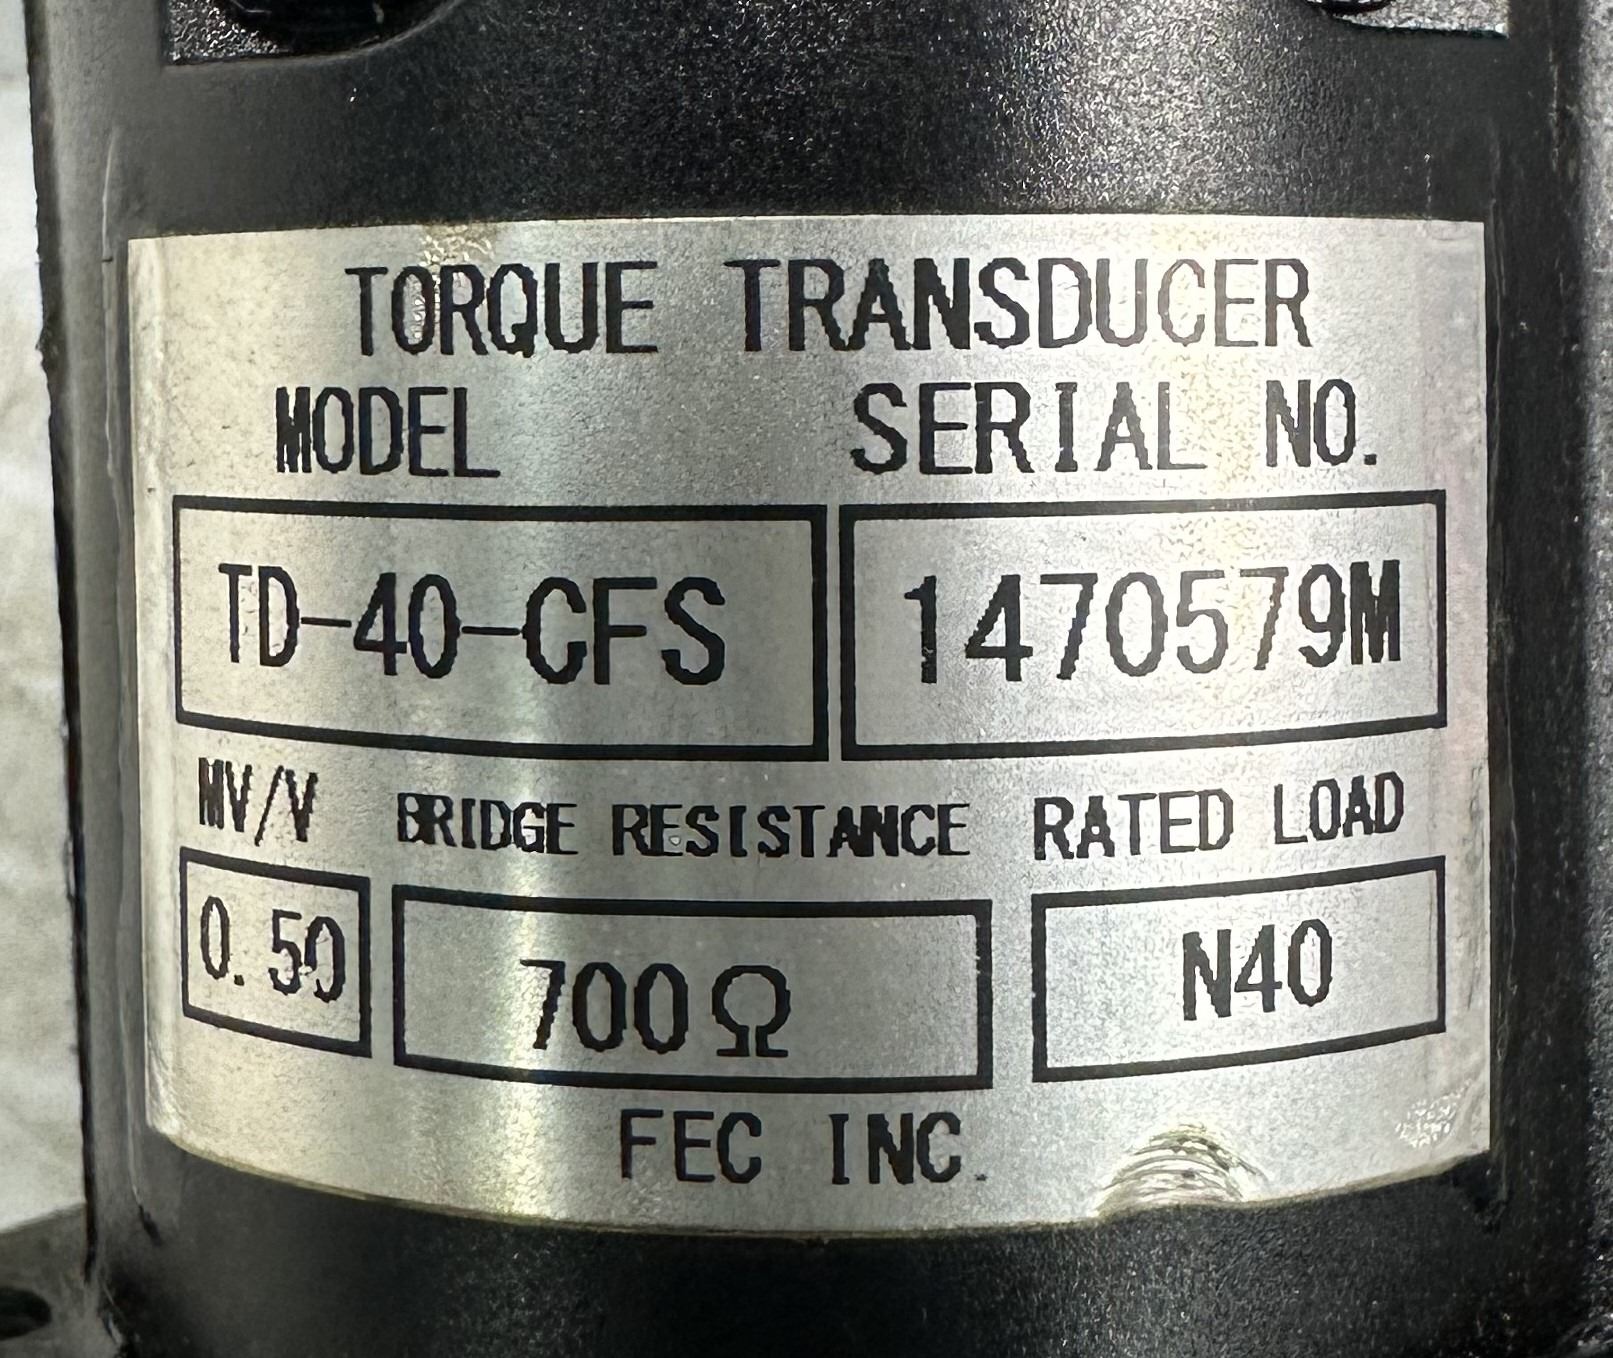 TORQUE TRANSDUCER
MODEL SERIAL NO.
TD-40-CFS 1470579M
MV/V BRIDGE RESISTANCE RATED LOAD
0.50 700Ω N40
FEC INC.